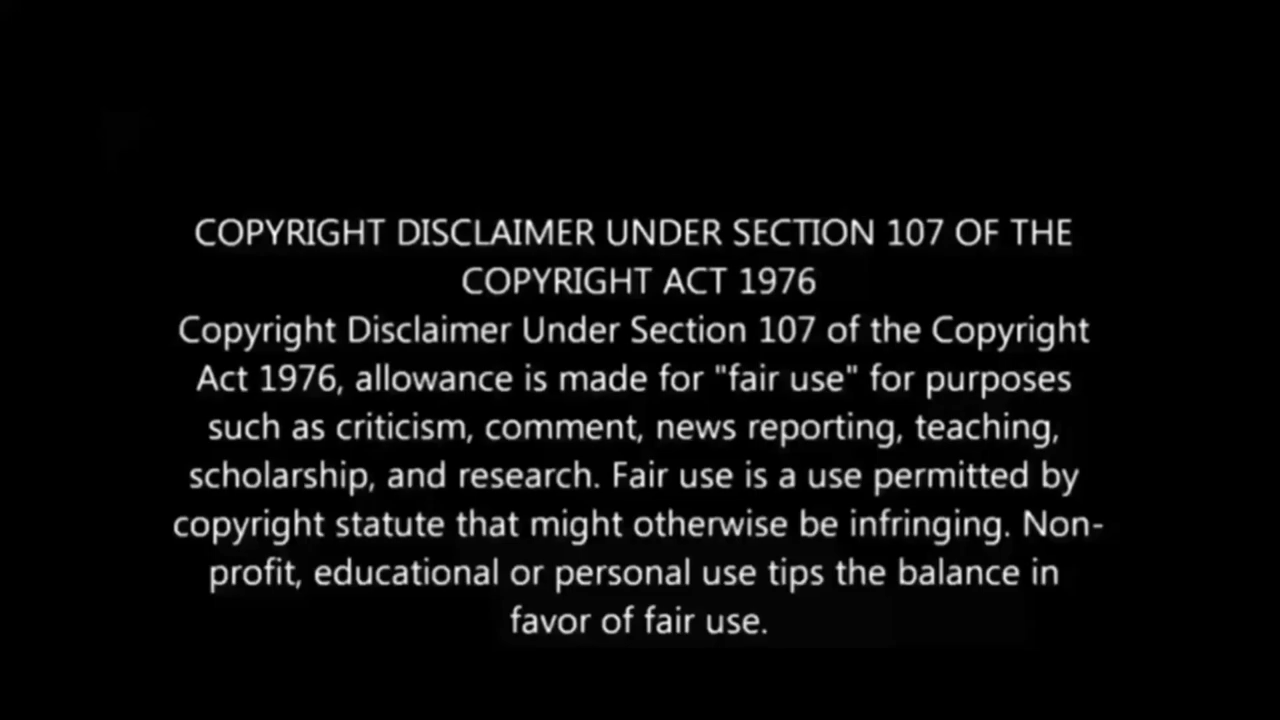 COPYRIGHT DISCLAIMER UNDER SECTION 107 OF THE
COPYRIGHT ACT 1976
Copyright Disclaimer Under Section 107 of the Copyright
Act 1976, allowance is made for "fair use" for purposes
such as criticism, comment, news reporting, teaching,
scholarship, and research. Fair use is a use permitted by
copyright statute that might otherwise be infringing. Non-
profit, educational or personal use tips the balance in
favor of fair use.